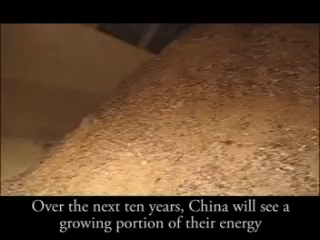 Over the next ten years, China will see a
growing portion of their energy